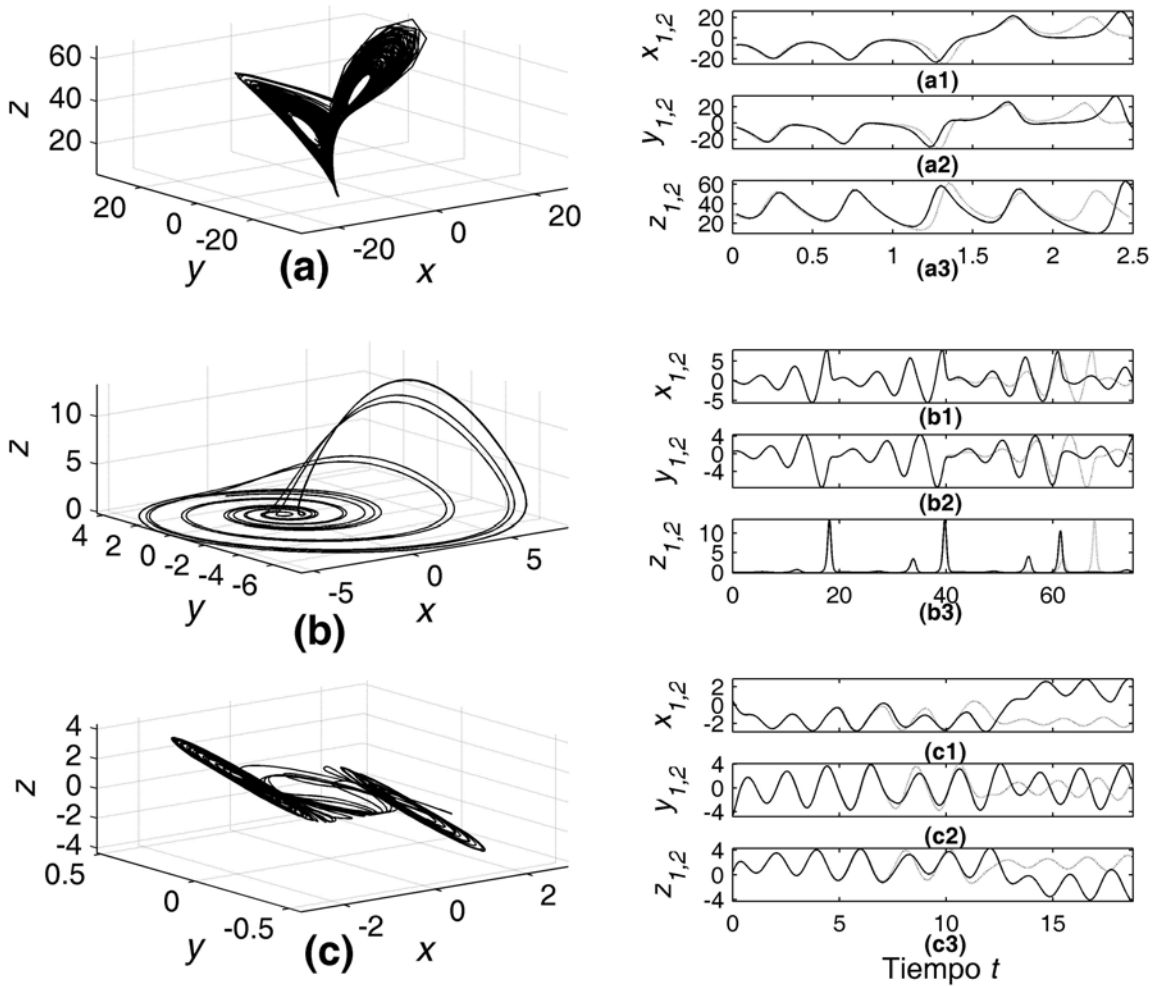 z
60
40
20
20
0
-20
-20
0
20
y
(a)
x
x1,2
20
0
-20
(a1)
y1,2
20
0
-20
(a2)
z1,2
60
40
20
0
0.5
1
1.5
2
2.5
(a3)
z
10
5
0
4
2
0
-2
-4
-6
-5
0
5
y
x
(b)
x1,2
5
0
-5
(b1)
y1,2
4
0
-4
(b2)
z1,2
10
5
0
0
20
40
60
(b3)
z
4
2
0
-2
-4
0.5
0
-0.5
-2
0
2
y
(c)
x
x1,2
2
0
-2
(c1)
y1,2
4
0
-4
(c2)
z1,2
4
0
-4
0
5
10
15
(c3)
Tiempo t